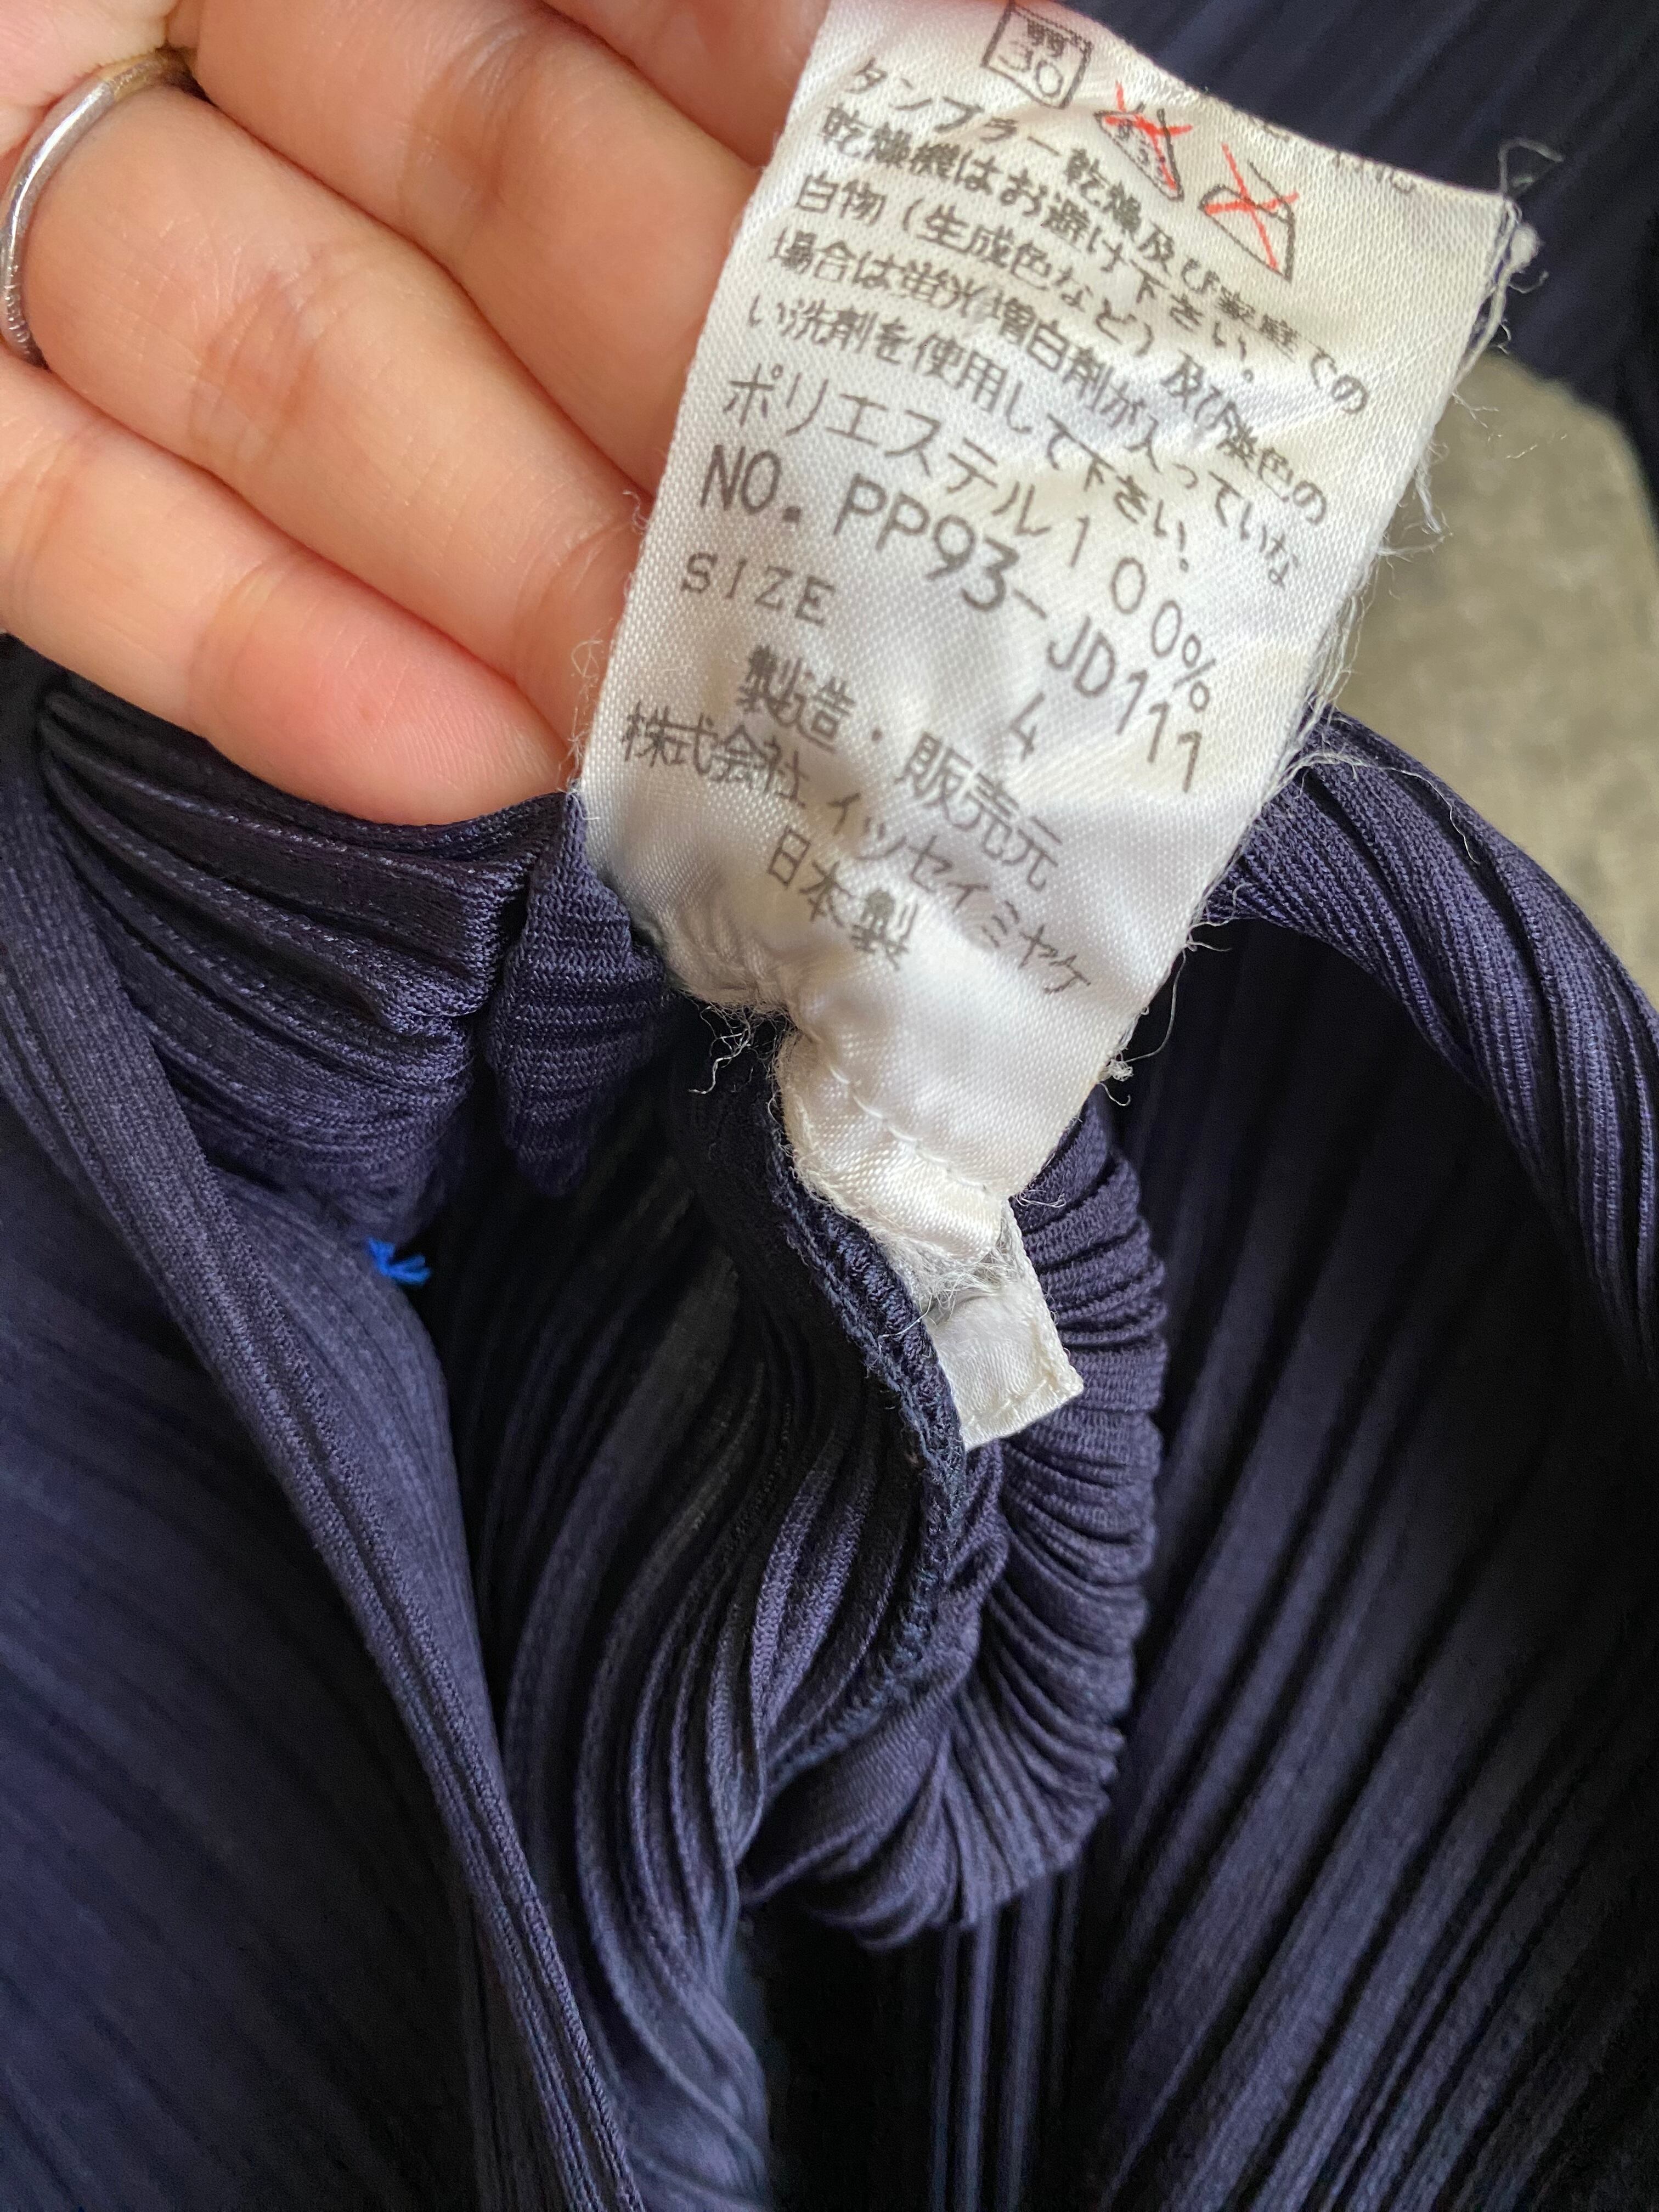 弱
30
タンブラー乾燥及び家庭での
乾燥機はお避け下さい。
白物（生成色など）及び淡色の
場合は蛍光増白剤が入っていな
い洗剤を使用して下さい。
ポリエステル100%
NO. PP93-JD111
SIZE 4
製造・販売元
株式会社イッセイミヤケ
日本製